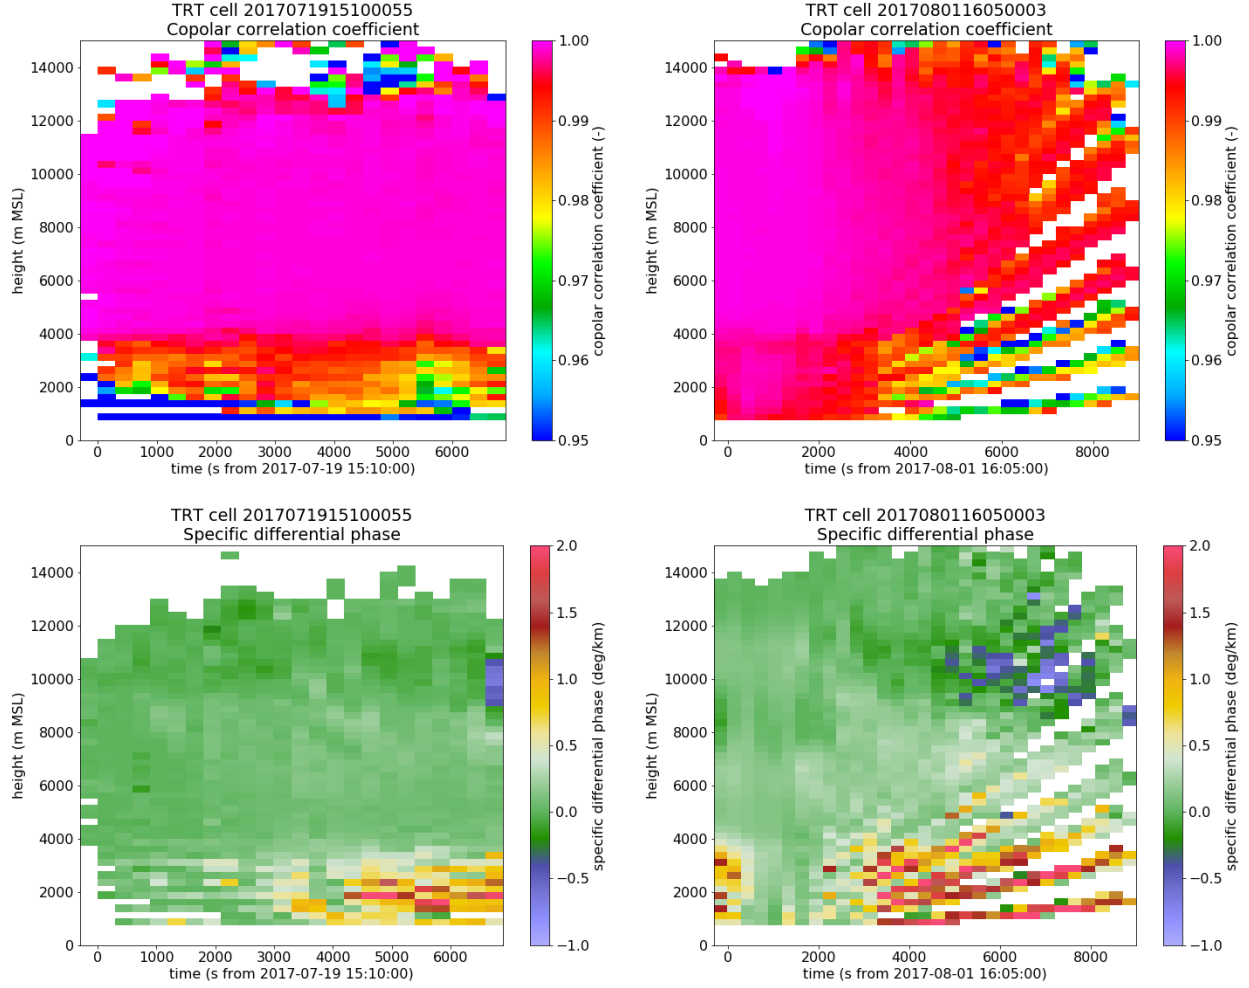 TRT cell 2017071915100055
Copolar correlation coefficient
14000
12000
10000
8000
6000
4000
2000
0
height (m MSL)
0 1000 2000 3000 4000 5000 6000
time (s from 2017-07-19 15:10:00)
1.00
0.99
0.98
0.97
0.96
0.95
copolar correlation coefficient (-)
TRT cell 2017080116050003
Copolar correlation coefficient
14000
12000
10000
8000
6000
4000
2000
0
height (m MSL)
0 2000 4000 6000 8000
time (s from 2017-08-01 16:05:00)
1.00
0.99
0.98
0.97
0.96
0.95
copolar correlation coefficient (-)
TRT cell 2017071915100055
Specific differential phase
14000
12000
10000
8000
6000
4000
2000
0
height (m MSL)
0 1000 2000 3000 4000 5000 6000
time (s from 2017-07-19 15:10:00)
2.0
1.5
1.0
0.5
0.0
−0.5
−1.0
specific differential phase (deg/km)
TRT cell 2017080116050003
Specific differential phase
14000
12000
10000
8000
6000
4000
2000
0
height (m MSL)
0 2000 4000 6000 8000
time (s from 2017-08-01 16:05:00)
2.0
1.5
1.0
0.5
0.0
−0.5
−1.0
specific differential phase (deg/km)